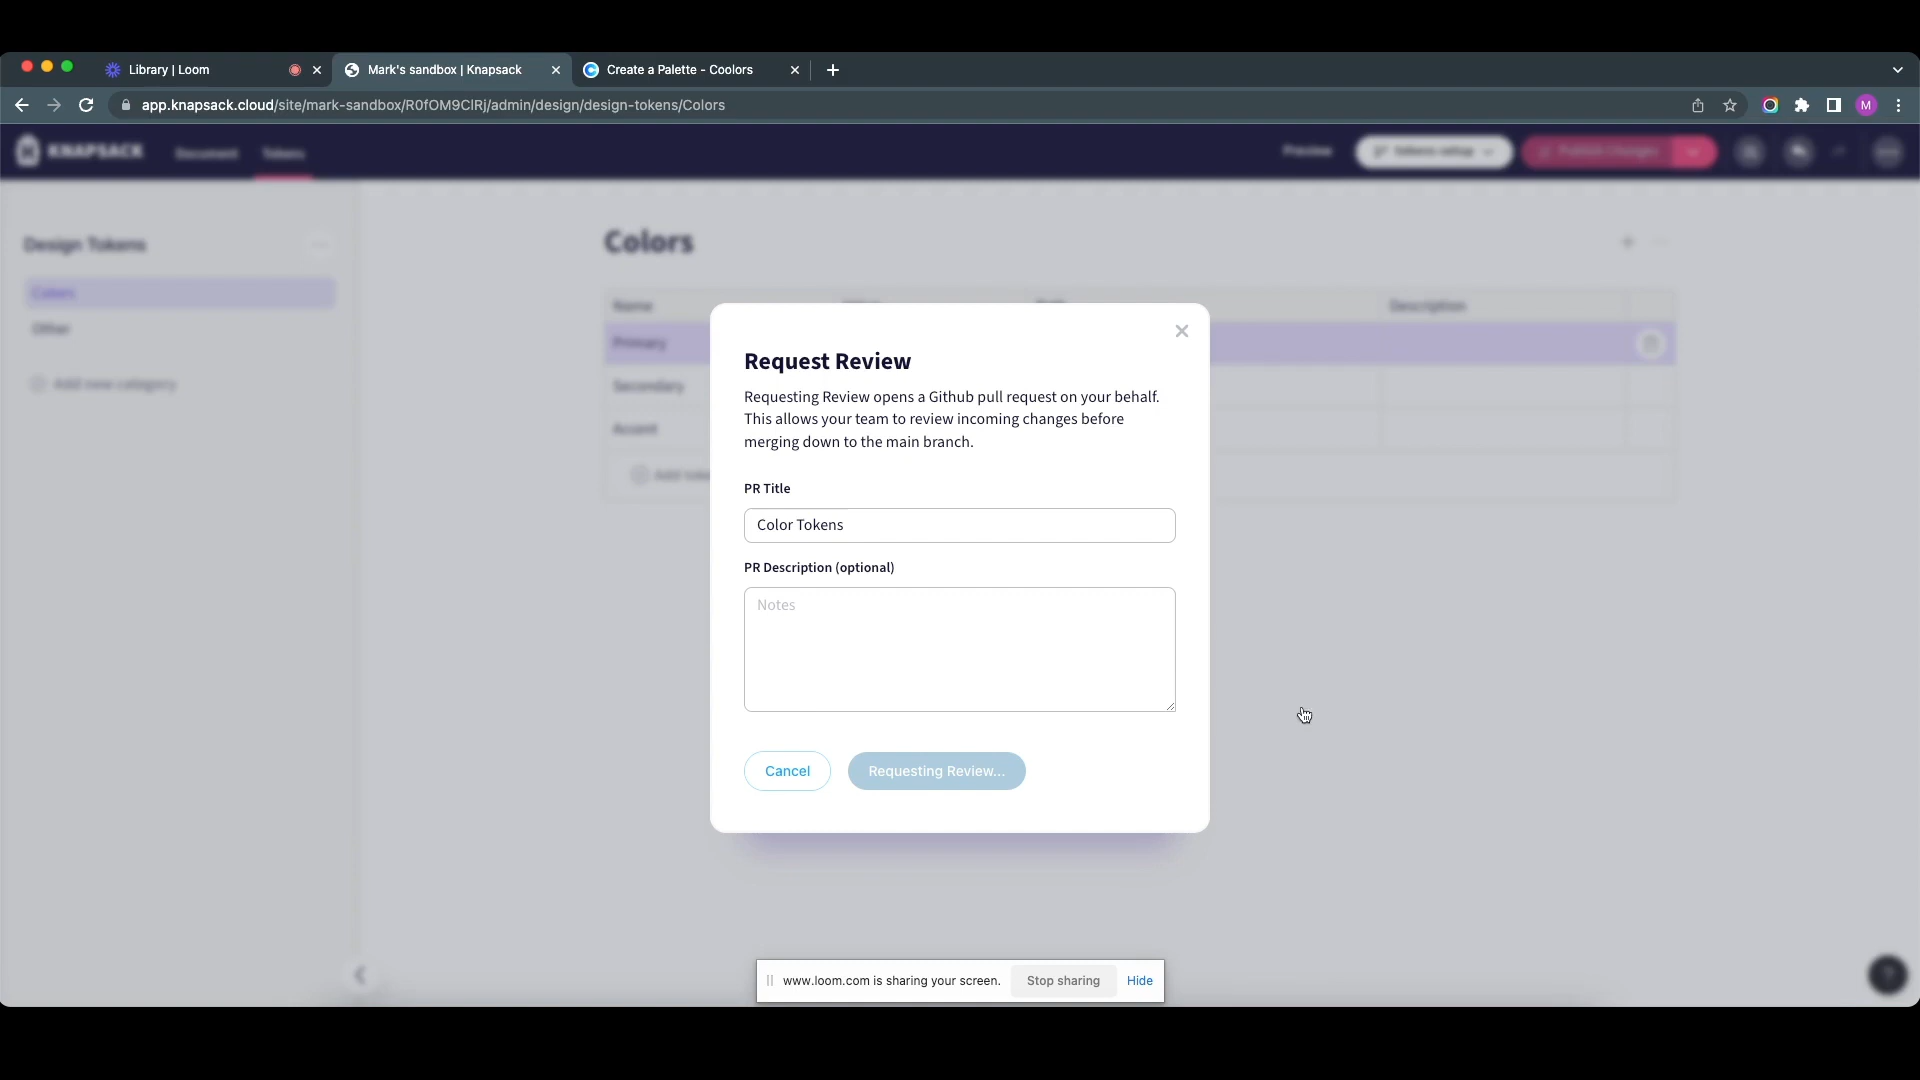 Library | Loom
Mark's sandbox | Knapsack
Create a Palette - Coolors
app.knapsack.cloud/site/mark-sandbox/R0fOM9ClRj/admin/design/design-tokens/Colors
M
KNAPSACK
Document
Tokens
Preview
tokens-setup
Publish Changes
Design Tokens
Colors
Other
Add new category
Colors
Name
Description
Primary
Secondary
Accent
Request Review
Requesting Review opens a Github pull request on your behalf.
This allows your team to review incoming changes before
merging down to the main branch.
PR Title
Color Tokens
PR Description (optional)
Notes
Cancel
Requesting Review...
www.loom.com is sharing your screen.
Stop sharing
Hide